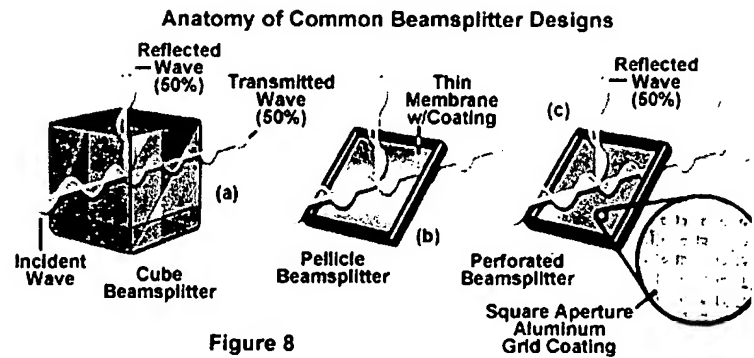 Anatomy of Common Beamsplitter Designs
Reflected
Wave
(50%)
Transmitted
Wave
(50%)
(a)
Incident
Wave
Cube
Beamsplitter
Thin
Membrane
w/Coating
(b)
Pellicle
Beamsplitter
(c)
Reflected
Wave
(50%)
Perforated
Beamsplitter
Square Aperture
Aluminum
Grid Coating
Figure 8